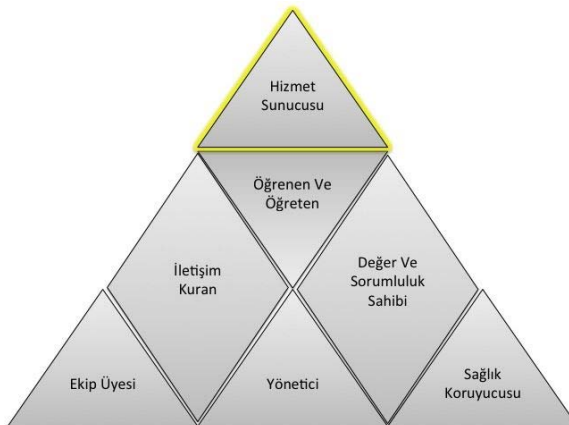 Hizmet
Sunucusu
Öğrenen Ve
Öğreten
İletişim
Kuran
Değer Ve
Sorumluluk
Sahibi
Ekip Üyesi
Yönetici
Sağlık
Koruyucusu